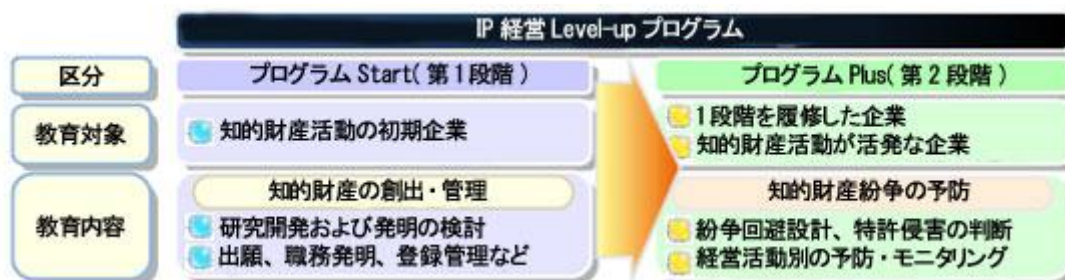 IP 経営 Level-up プログラム
区分
プログラム Start( 第 1 段階 )
プログラム Plus( 第 2 段階 )
教育対象
知的財産活動の初期企業
1段階を履修した企業
知的財産活動が活発な企業
教育内容
知的財産の創出・管理
研究開発および発明の検討
出願、職務発明、登録管理など
知的財産紛争の予防
紛争回避設計、特許侵害の判断
経営活動別の予防・モニタリング